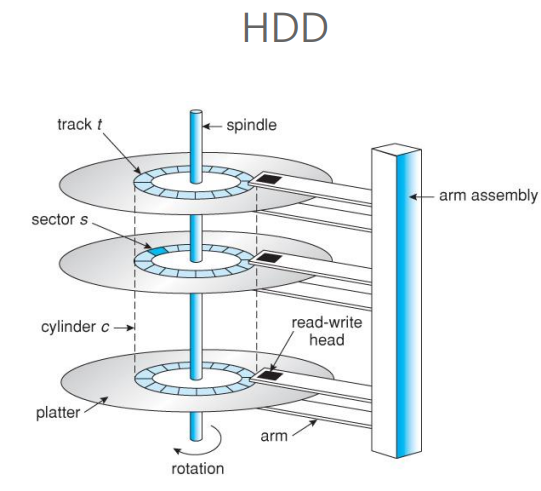 HDD
track t
spindle
arm assembly
sector s
cylinder c
read-write
head
platter
arm
rotation